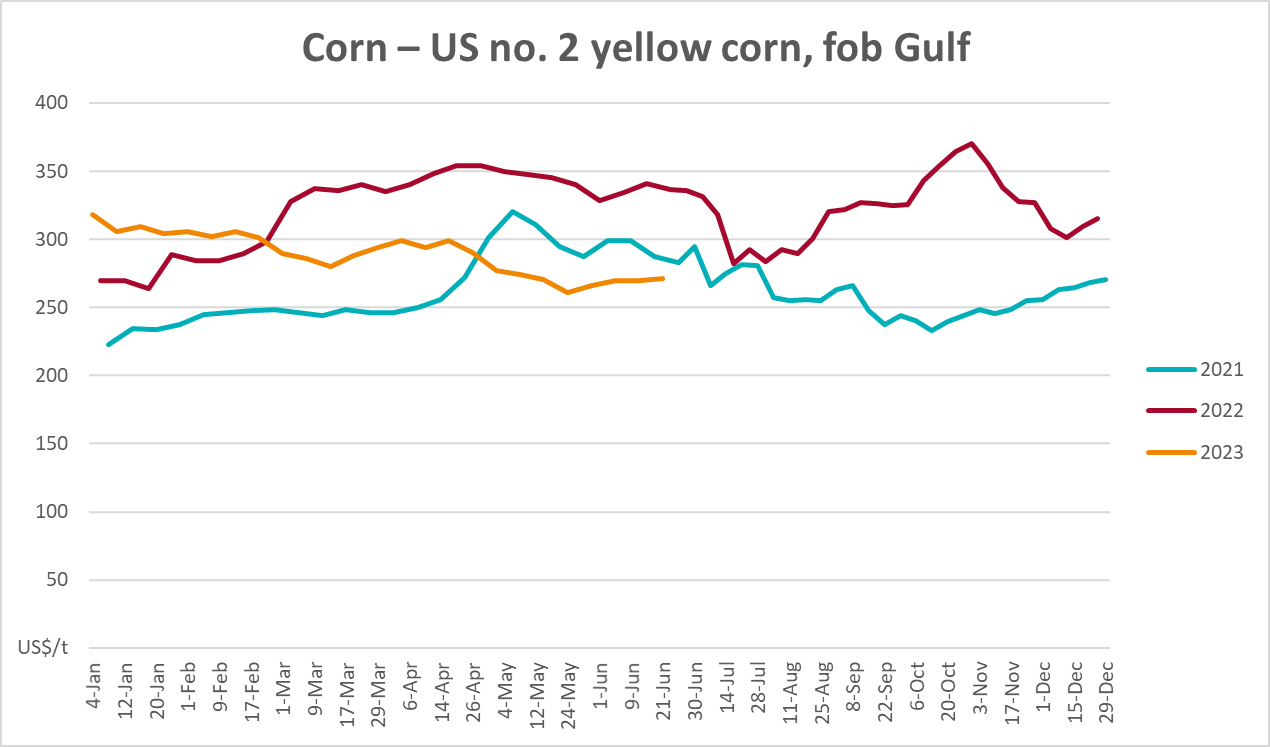 Corn – US no. 2 yellow corn, fob Gulf
400
350
300
250
200
150
100
50
US$/t
4-Jan
12-Jan
20-Jan
1-Feb
9-Feb
17-Feb
1-Mar
9-Mar
17-Mar
29-Mar
6-Apr
14-Apr
26-Apr
4-May
12-May
24-May
1-Jun
9-Jun
21-Jun
30-Jun
14-Jul
28-Jul
11-Aug
25-Aug
8-Sep
22-Sep
6-Oct
20-Oct
3-Nov
17-Nov
1-Dec
15-Dec
29-Dec
2021
2022
2023